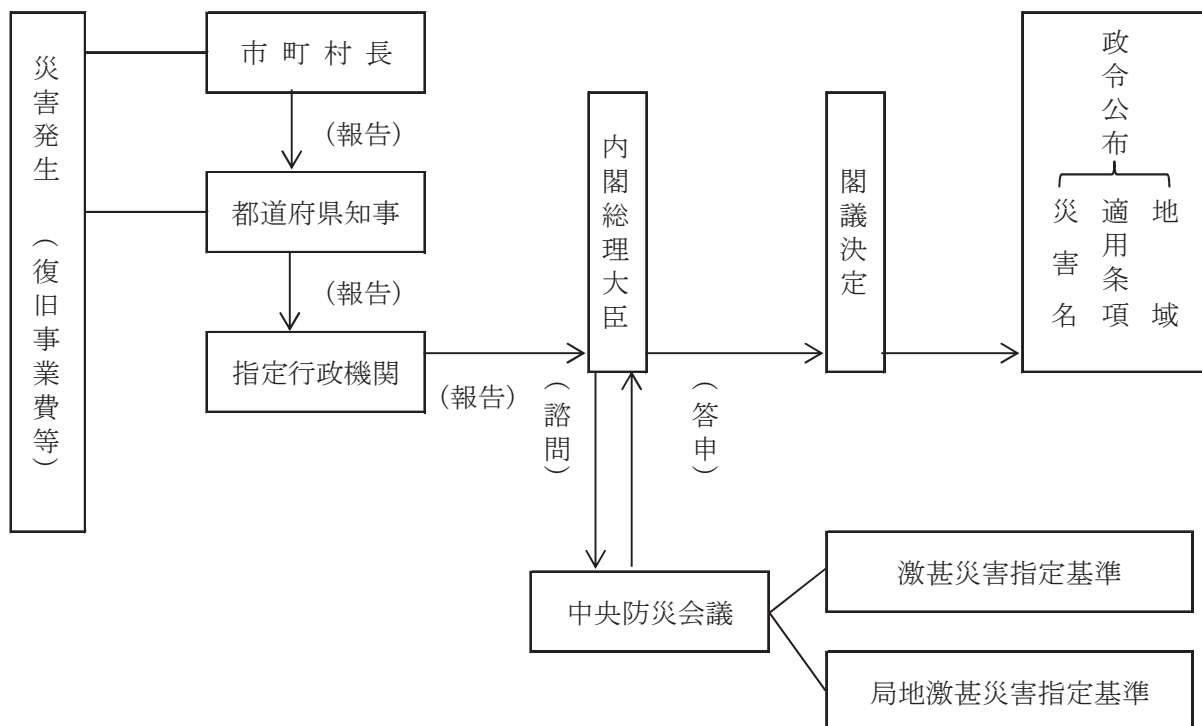 災害発生 (復旧事業費等)
市町村長
(報告)
都道府県知事
(報告)
指定行政機関
(報告)
内閣総理大臣
(諮問)
(答申)
中央防災会議
激甚災害指定基準
局地激甚災害指定基準
閣議決定
政令公布
災害名
適用条項
地域